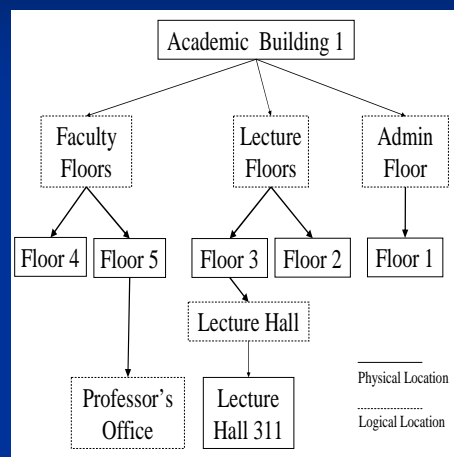 Academic Building 1
Faculty
Floors
Lecture
Floors
Admin
Floor
Floor 4
Floor 5
Floor 3
Floor 2
Floor 1
Lecture Hall
Professor's
Office
Lecture
Hall 311
Physical Location
Logical Location